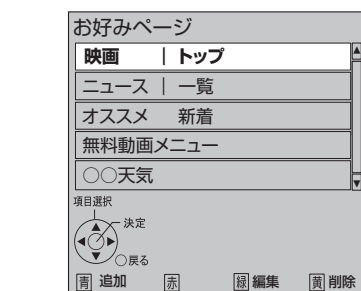 お好みページ
映画 | トップ
ニュース | 一覧
オススメ 新着
無料動画メニュー
○○天気
項目選択
決定
戻る
青 追加 赤 緑 編集 黄 削除